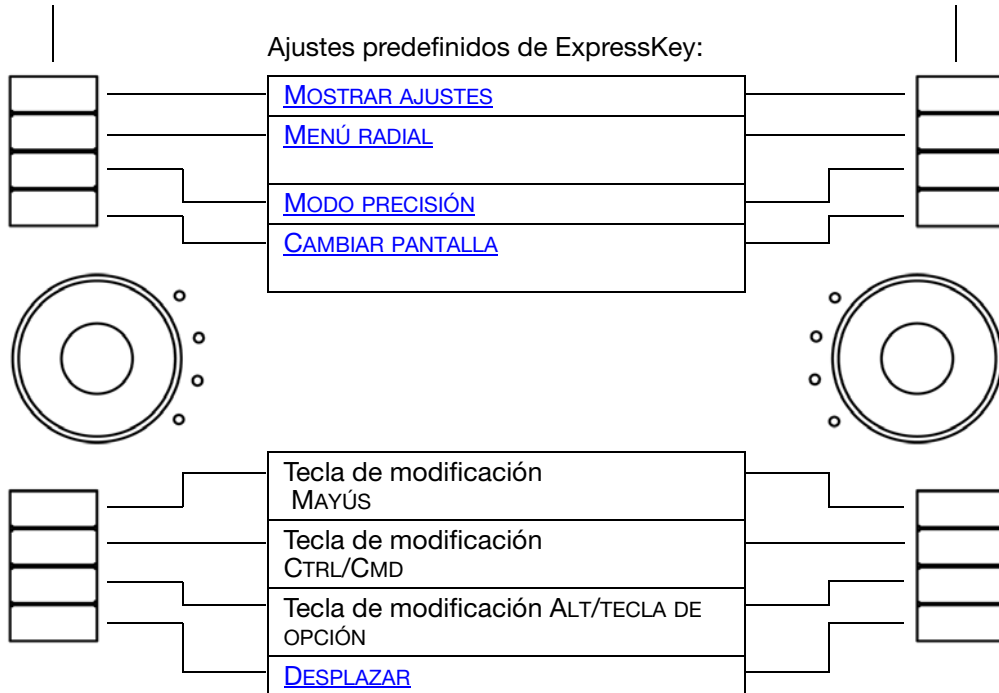 Ajustes predefinidos de ExpressKey:
MOSTRAR AJUSTES
MENÚ RADIAL
MODO PRECISIÓN
CAMBIAR PANTALLA
Tecla de modificación
MAYÚS
Tecla de modificación
CTRL/CMD
Tecla de modificación ALT/TECLA DE
OPCIÓN
DESPLAZAR